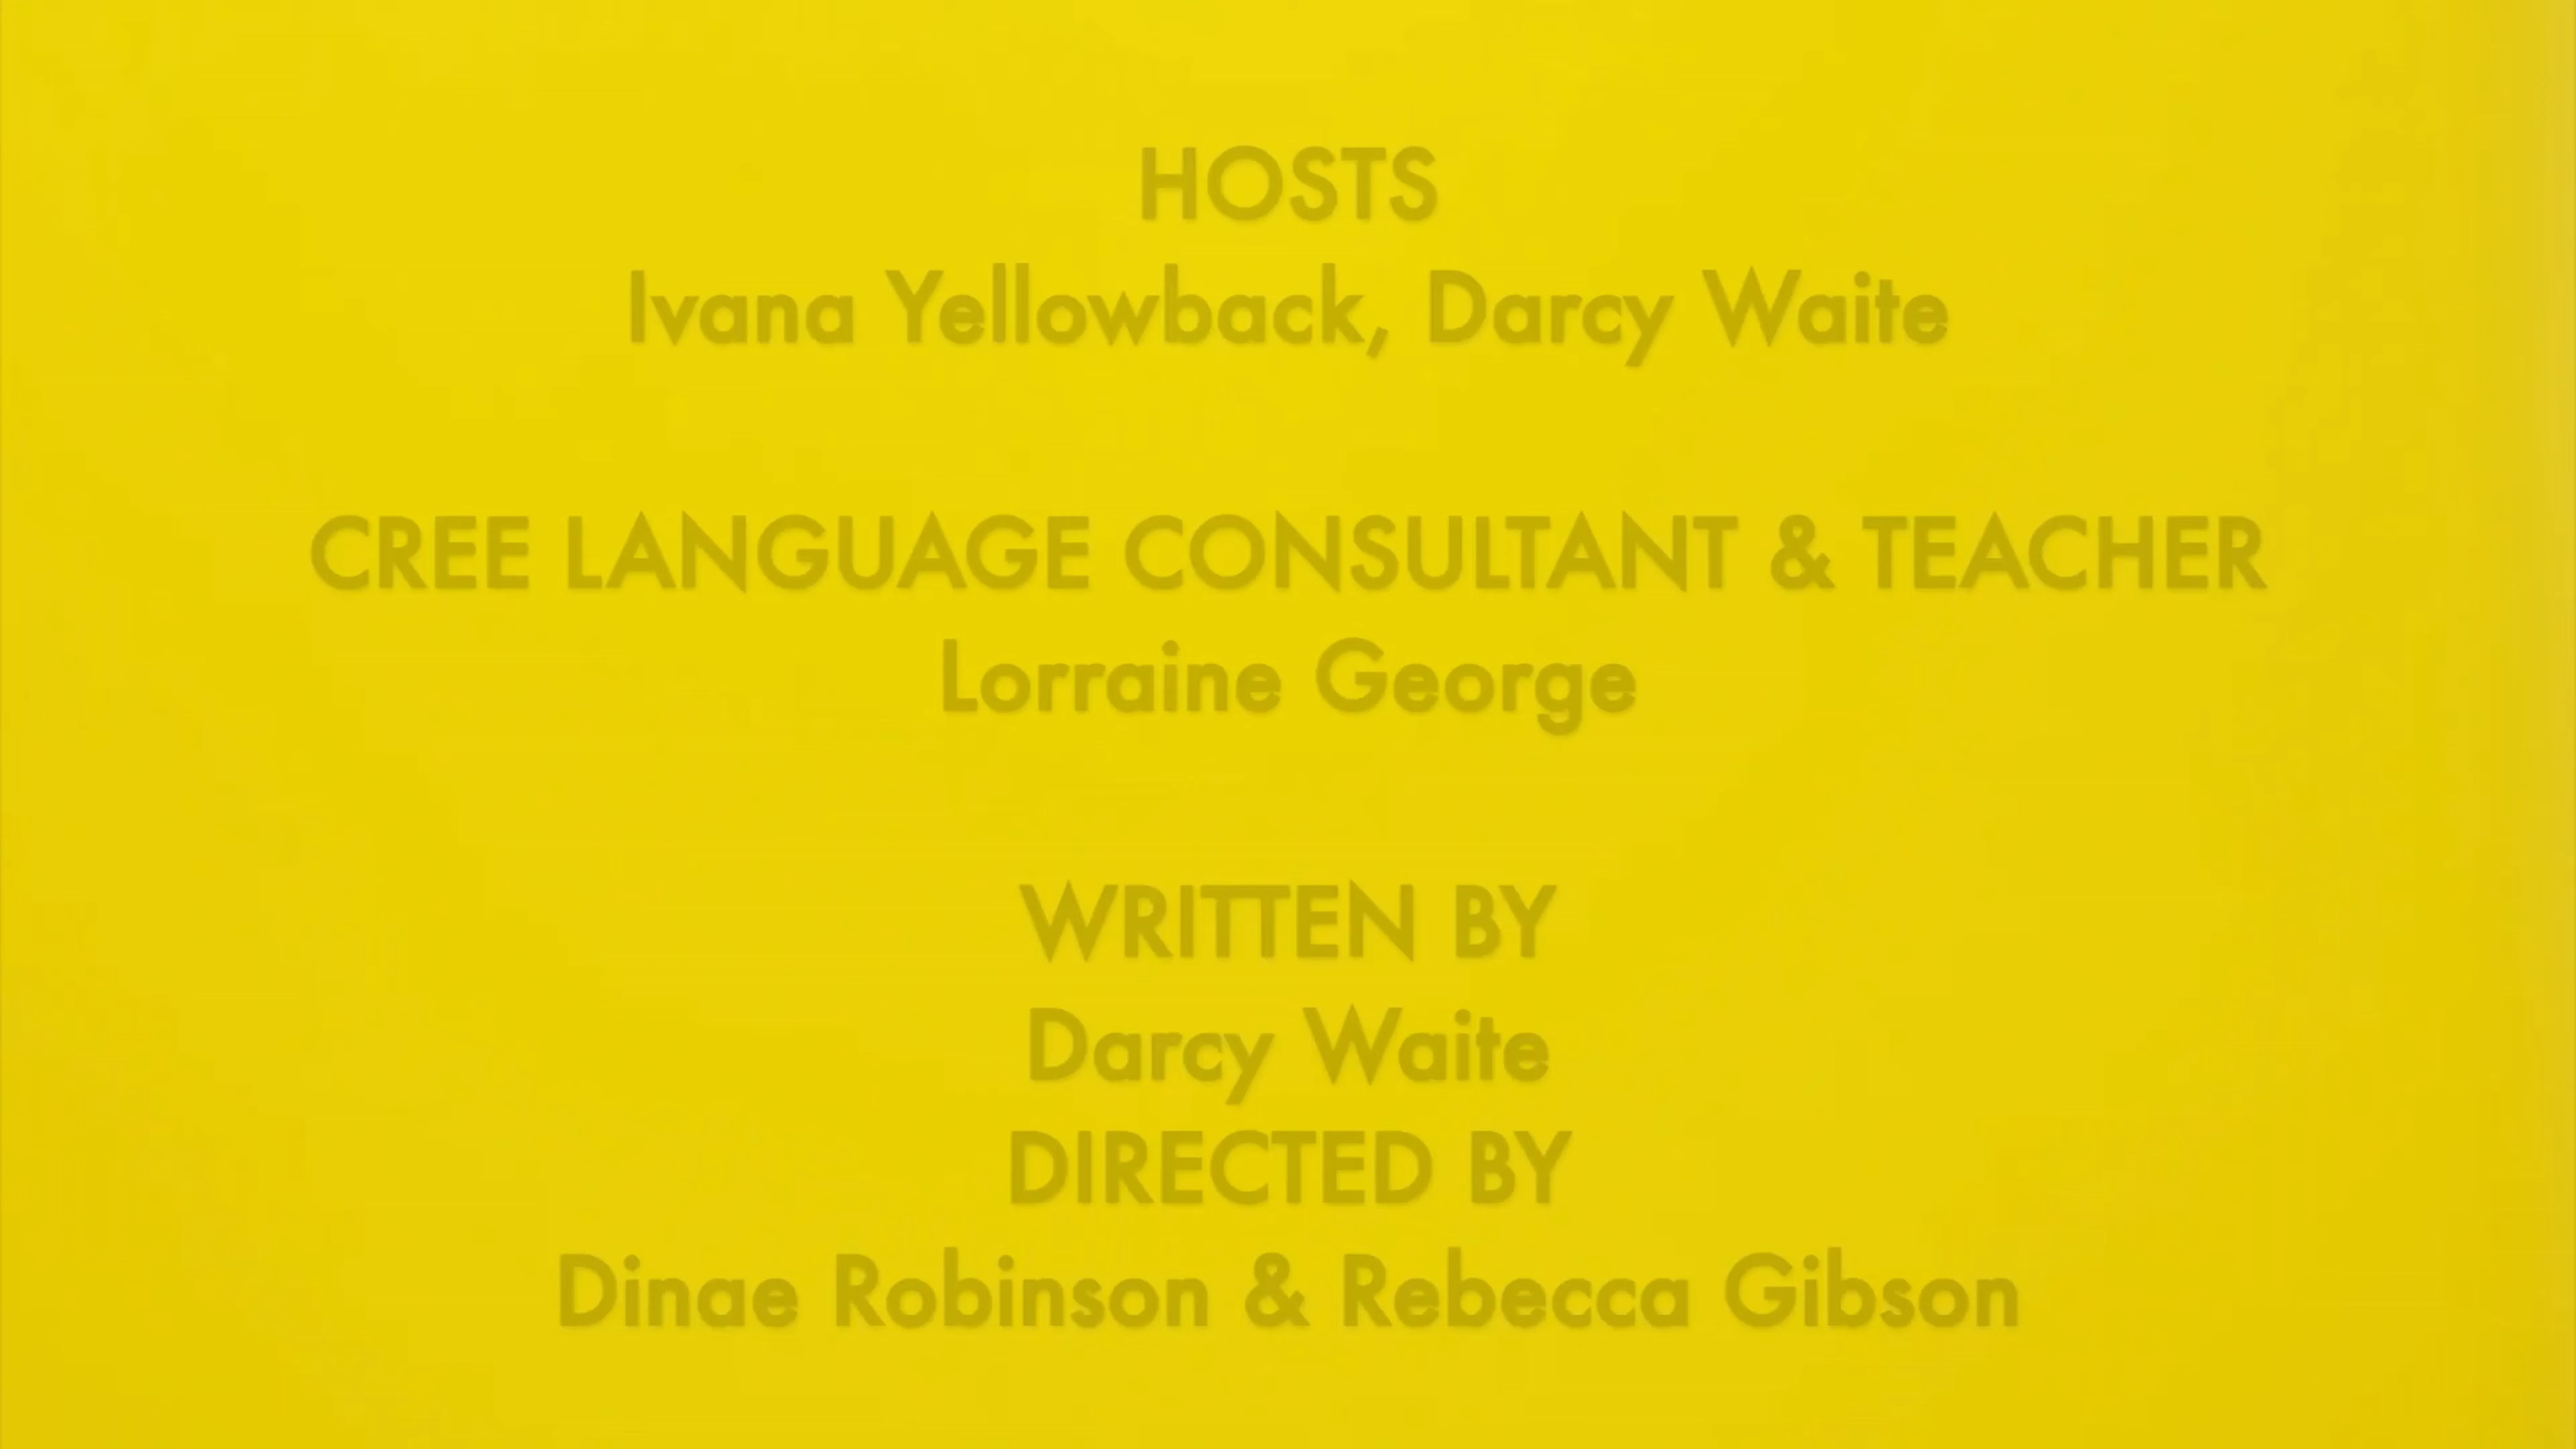 HOSTS
Ivana Yellowback, Darcy Waite
CREE LANGUAGE CONSULTANT & TEACHER
Lorraine George
WRITTEN BY
Darcy Waite
DIRECTED BY
Dinae Robinson & Rebecca Gibson